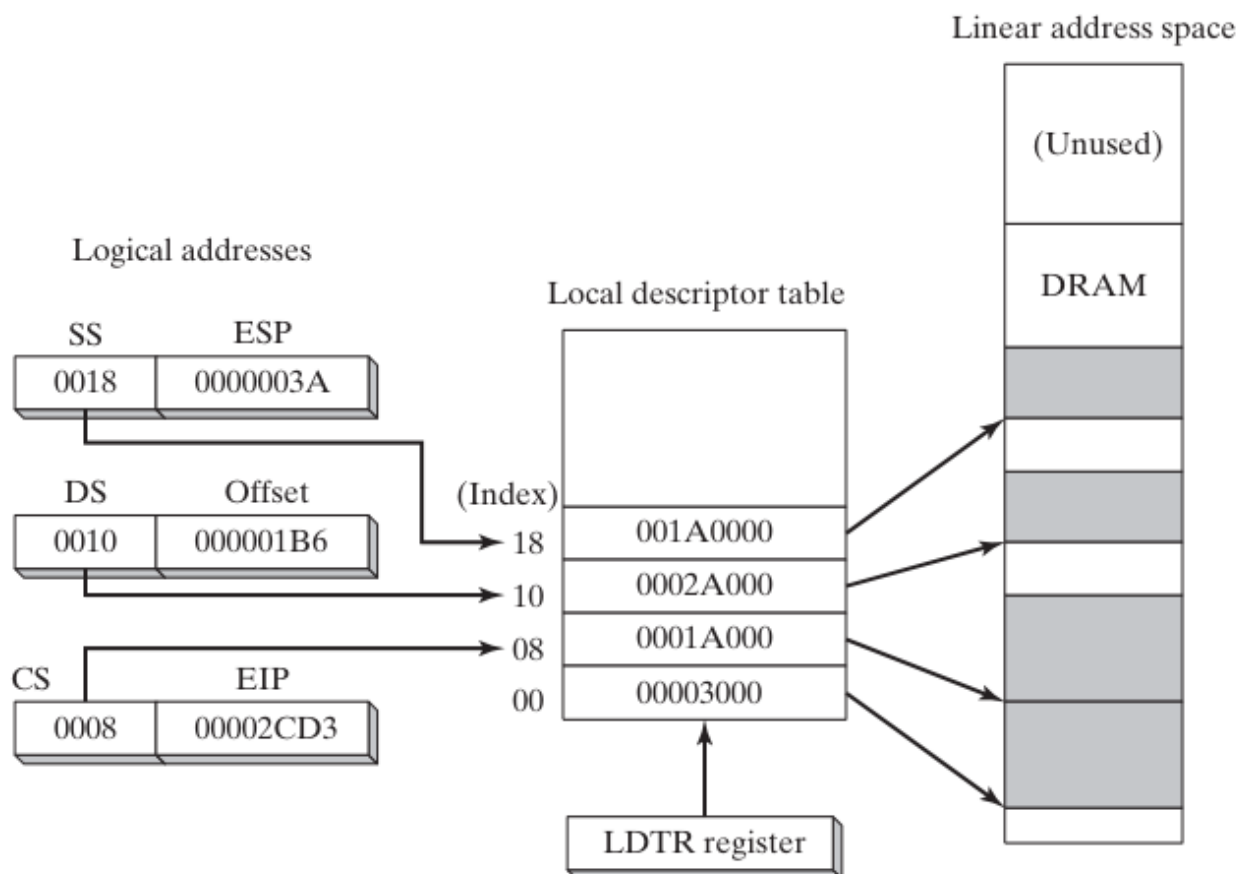 Linear address space
(Unused)
DRAM
Logical addresses
Local descriptor table
SS ESP
0018 0000003A
DS Offset
0010 000001B6
CS EIP
0008 00002CD3
(Index)
18 001A0000
10 0002A000
08 0001A000
00 00003000
LDTR register